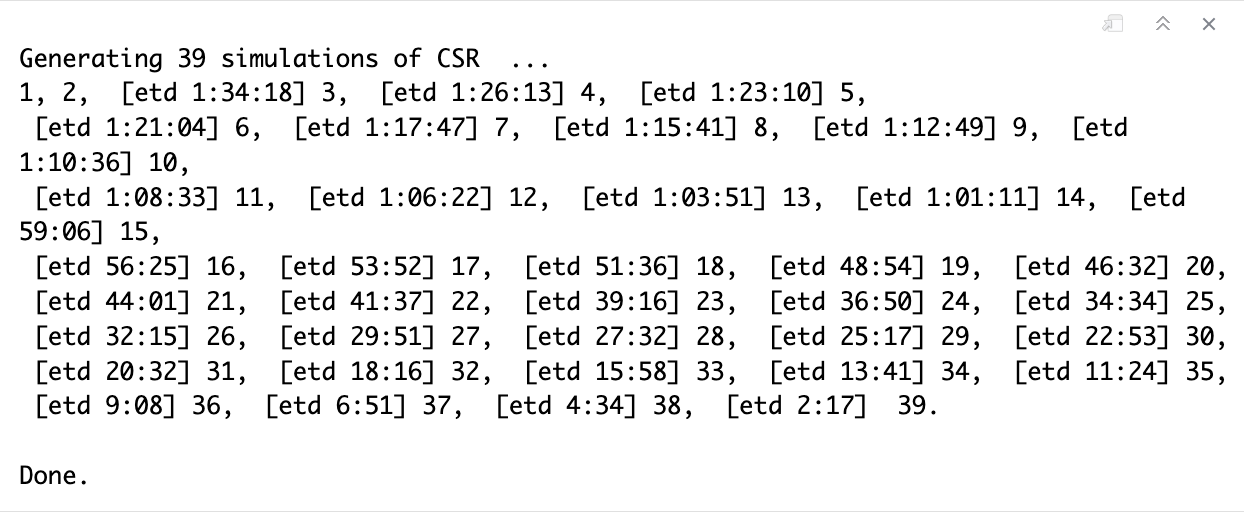 Generating 39 simulations of CSR  ...
1, 2,  [etd 1:34:18] 3,  [etd 1:26:13] 4,  [etd 1:23:10] 5,
 [etd 1:21:04] 6,  [etd 1:17:47] 7,  [etd 1:15:41] 8,  [etd 1:12:49] 9,  [etd
1:10:36] 10,
 [etd 1:08:33] 11,  [etd 1:06:22] 12,  [etd 1:03:51] 13,  [etd 1:01:11] 14,  [etd
59:06] 15,
 [etd 56:25] 16,  [etd 53:52] 17,  [etd 51:36] 18,  [etd 48:54] 19,  [etd 46:32] 20,
 [etd 44:01] 21,  [etd 41:37] 22,  [etd 39:16] 23,  [etd 36:50] 24,  [etd 34:34] 25,
 [etd 32:15] 26,  [etd 29:51] 27,  [etd 27:32] 28,  [etd 25:17] 29,  [etd 22:53] 30,
 [etd 20:32] 31,  [etd 18:16] 32,  [etd 15:58] 33,  [etd 13:41] 34,  [etd 11:24] 35,
 [etd 9:08] 36,  [etd 6:51] 37,  [etd 4:34] 38,  [etd 2:17]  39.
Done.